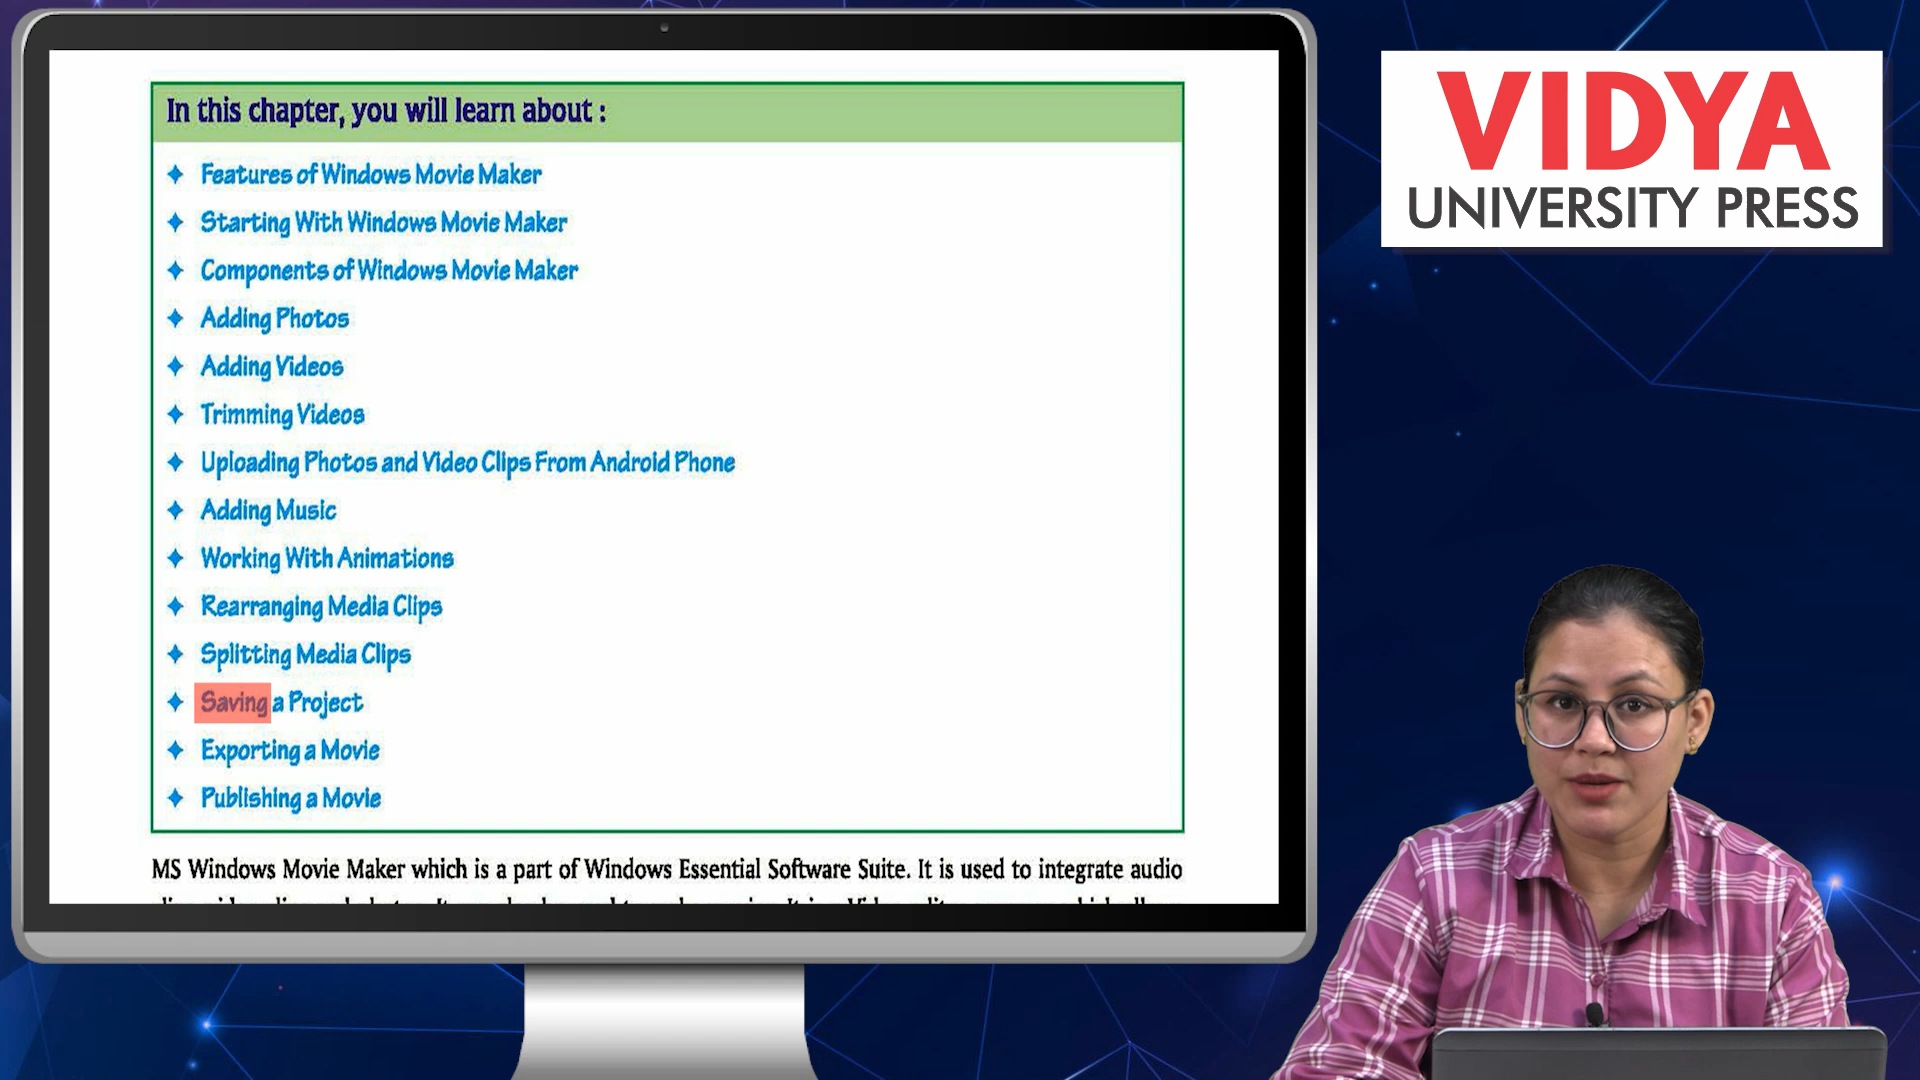 In this chapter, you will learn about :
✦ Features of Windows Movie Maker
✦ Starting With Windows Movie Maker
✦ Components of Windows Movie Maker
✦ Adding Photos
✦ Adding Videos
✦ Trimming Videos
✦ Uploading Photos and Video Clips From Android Phone
✦ Adding Music
✦ Working With Animations
✦ Rearranging Media Clips
✦ Splitting Media Clips
✦ Saving a Project
✦ Exporting a Movie
✦ Publishing a Movie
MS Windows Movie Maker which is a part of Windows Essential Software Suite. It is used to integrate audio
VIDYA
UNIVERSITY PRESS